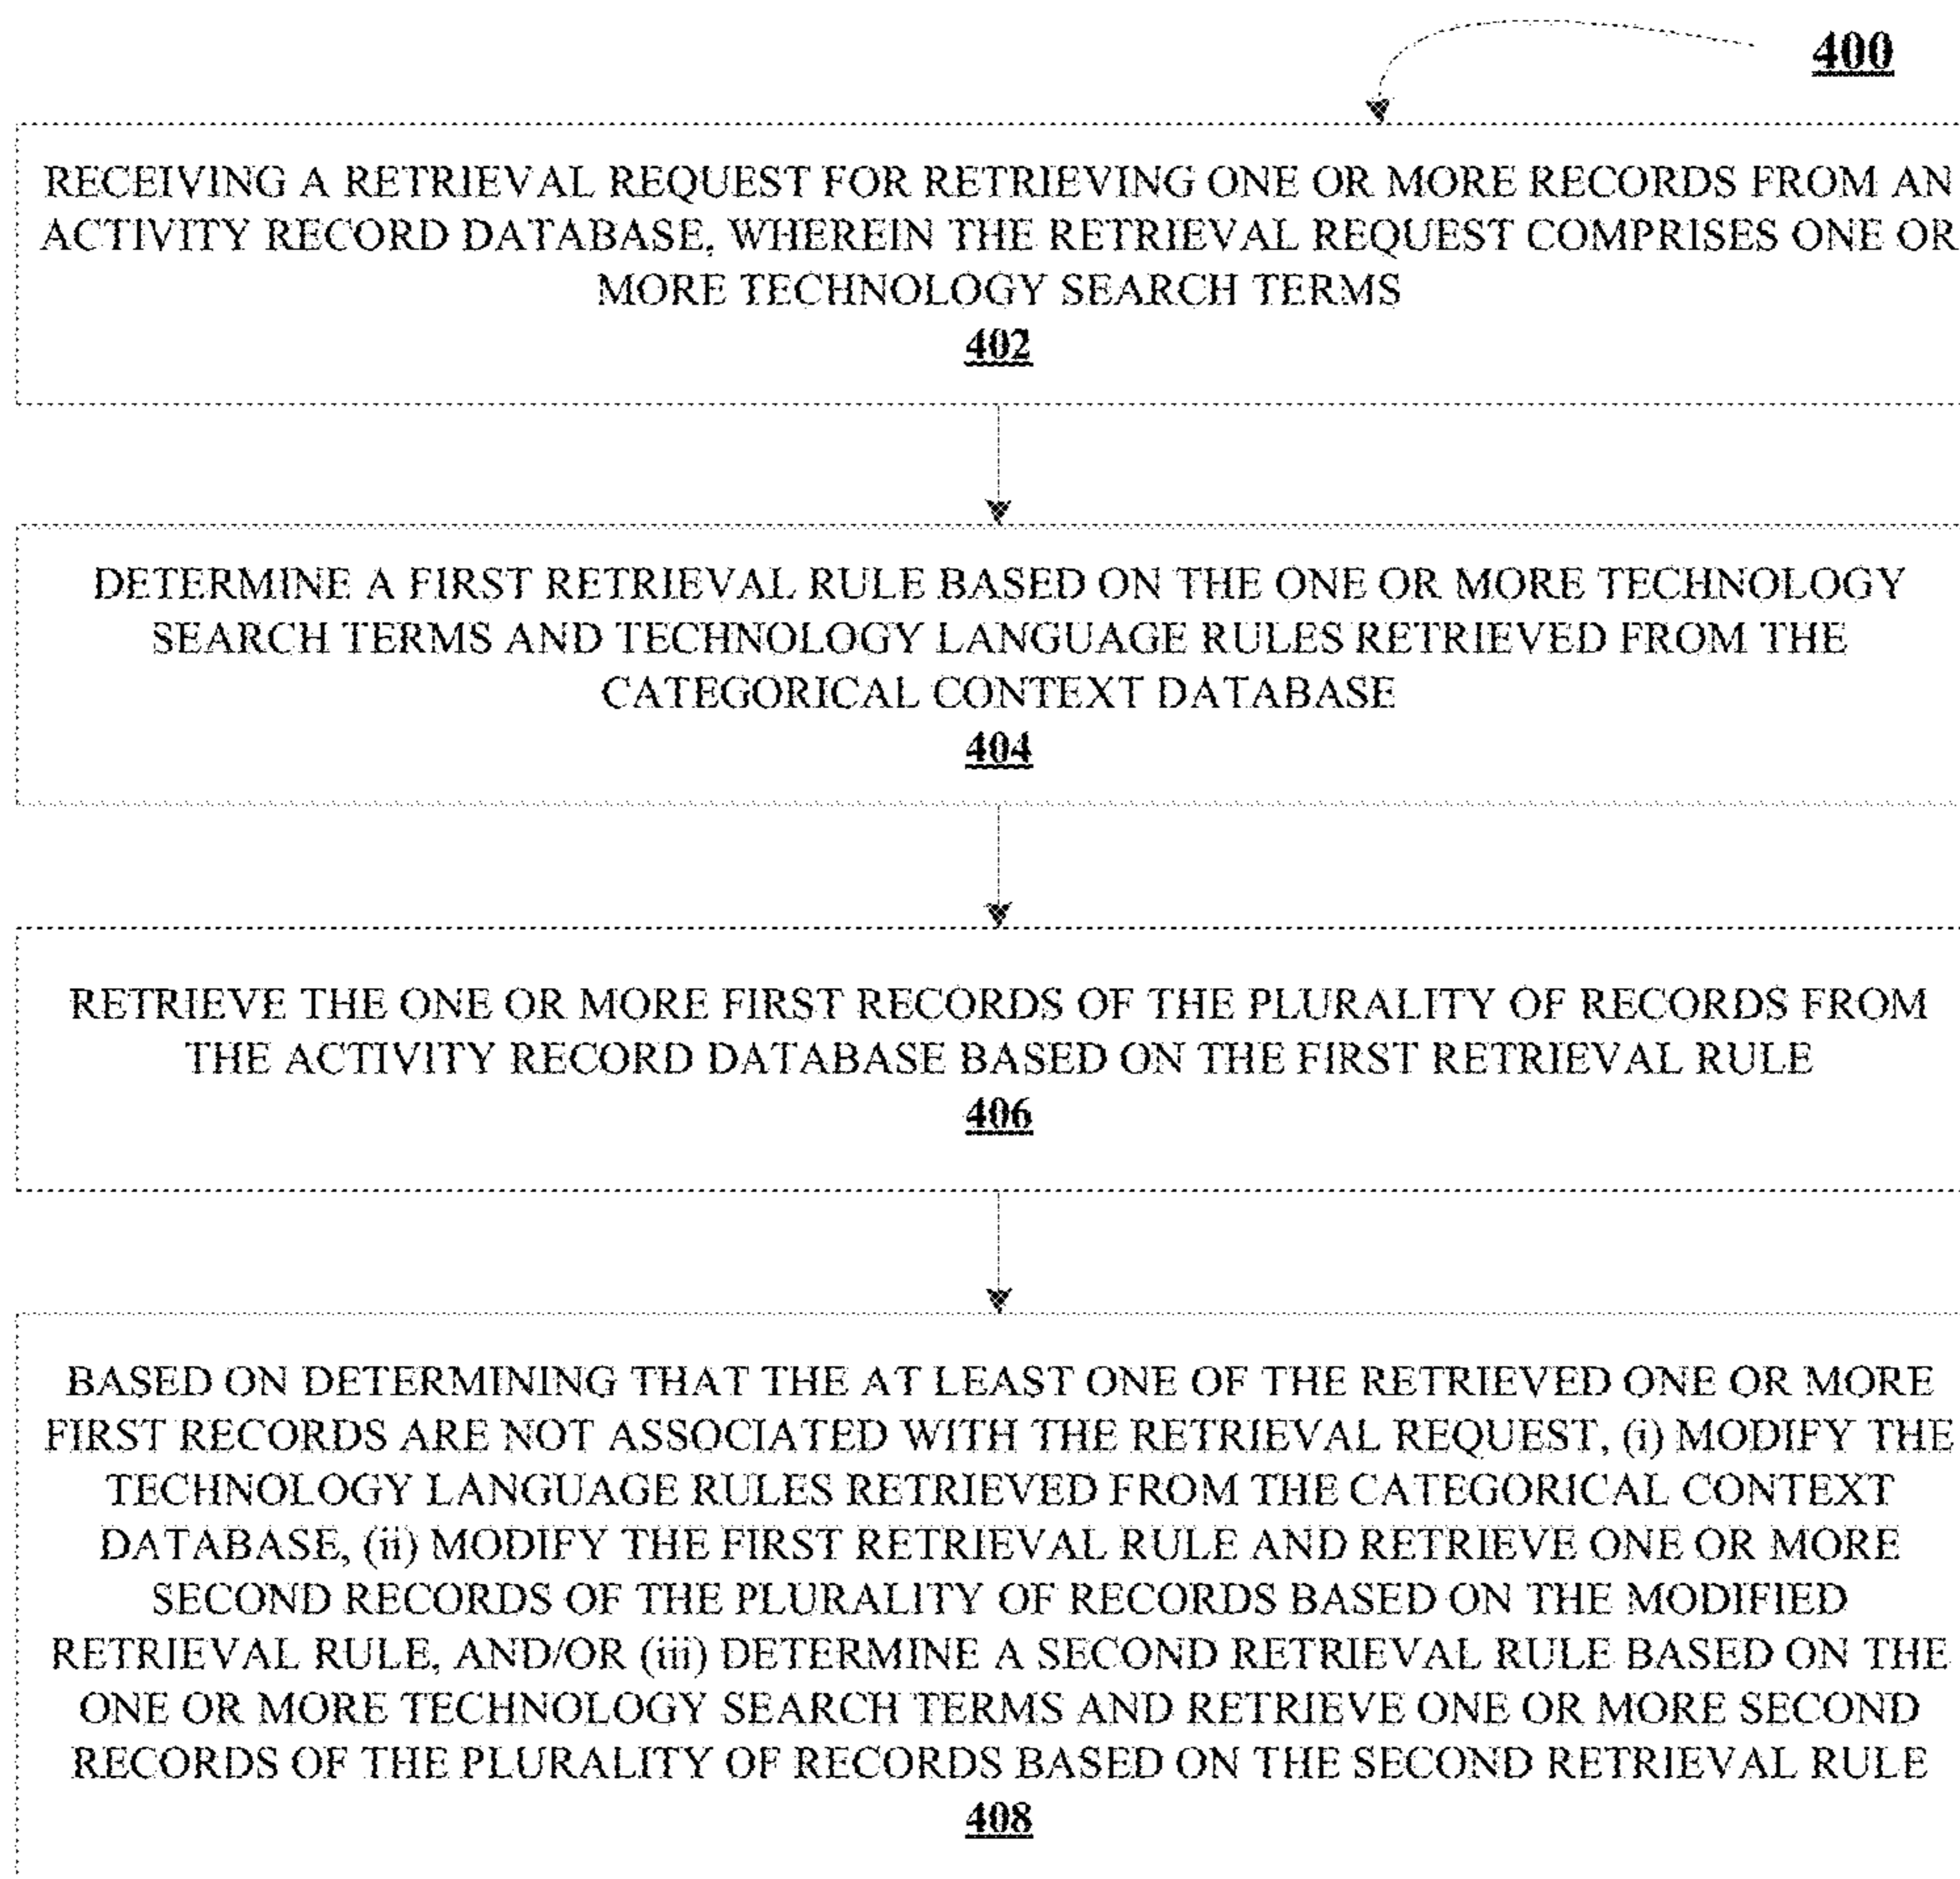 400
RECEIVING A RETRIEVAL REQUEST FOR RETRIEVING ONE OR MORE RECORDS FROM AN
ACTIVITY RECORD DATABASE, WHEREIN THE RETRIEVAL REQUEST COMPRISES ONE OR
MORE TECHNOLOGY SEARCH TERMS
402
DETERMINE A FIRST RETRIEVAL RULE BASED ON THE ONE OR MORE TECHNOLOGY
SEARCH TERMS AND TECHNOLOGY LANGUAGE RULES RETRIEVED FROM THE
CATEGORICAL CONTEXT DATABASE
404
RETRIEVE THE ONE OR MORE FIRST RECORDS OF THE PLURALITY OF RECORDS FROM
THE ACTIVITY RECORD DATABASE BASED ON THE FIRST RETRIEVAL RULE
406
BASED ON DETERMINING THAT THE AT LEAST ONE OF THE RETRIEVED ONE OR MORE
FIRST RECORDS ARE NOT ASSOCIATED WITH THE RETRIEVAL REQUEST, (i) MODIFY THE
TECHNOLOGY LANGUAGE RULES RETRIEVED FROM THE CATEGORICAL CONTEXT
DATABASE, (ii) MODIFY THE FIRST RETRIEVAL RULE AND RETRIEVE ONE OR MORE
SECOND RECORDS OF THE PLURALITY OF RECORDS BASED ON THE MODIFIED
RETRIEVAL RULE, AND/OR (iii) DETERMINE A SECOND RETRIEVAL RULE BASED ON THE
ONE OR MORE TECHNOLOGY SEARCH TERMS AND RETRIEVE ONE OR MORE SECOND
RECORDS OF THE PLURALITY OF RECORDS BASED ON THE SECOND RETRIEVAL RULE
408